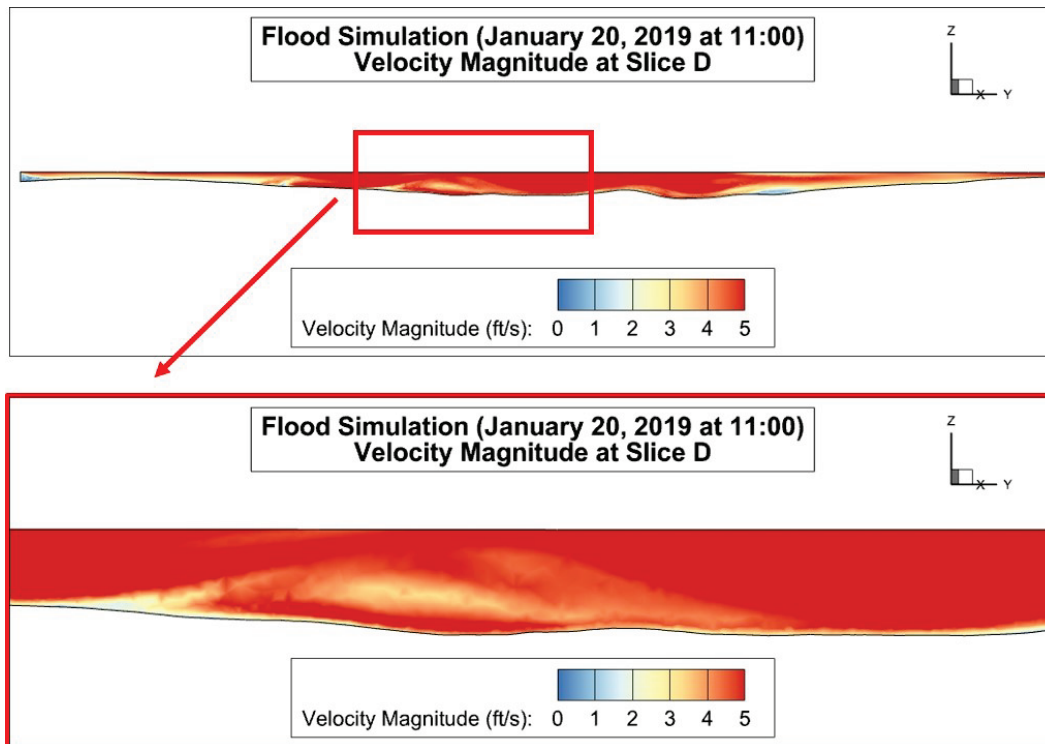 Flood Simulation (January 20, 2019 at 11:00)
Velocity Magnitude at Slice D
Z
X Y
Velocity Magnitude (ft/s): 0 1 2 3 4 5
Flood Simulation (January 20, 2019 at 11:00)
Velocity Magnitude at Slice D
Z
X Y
Velocity Magnitude (ft/s): 0 1 2 3 4 5